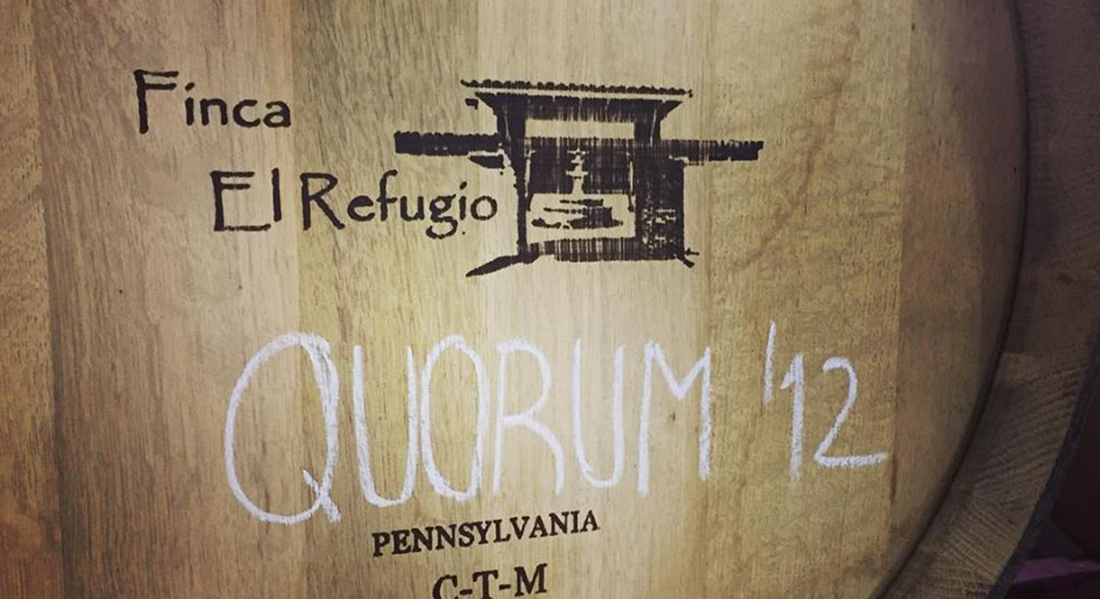 Finca
El Refugio
QUORUM '12
PENNSYLVANIA
C-T-M